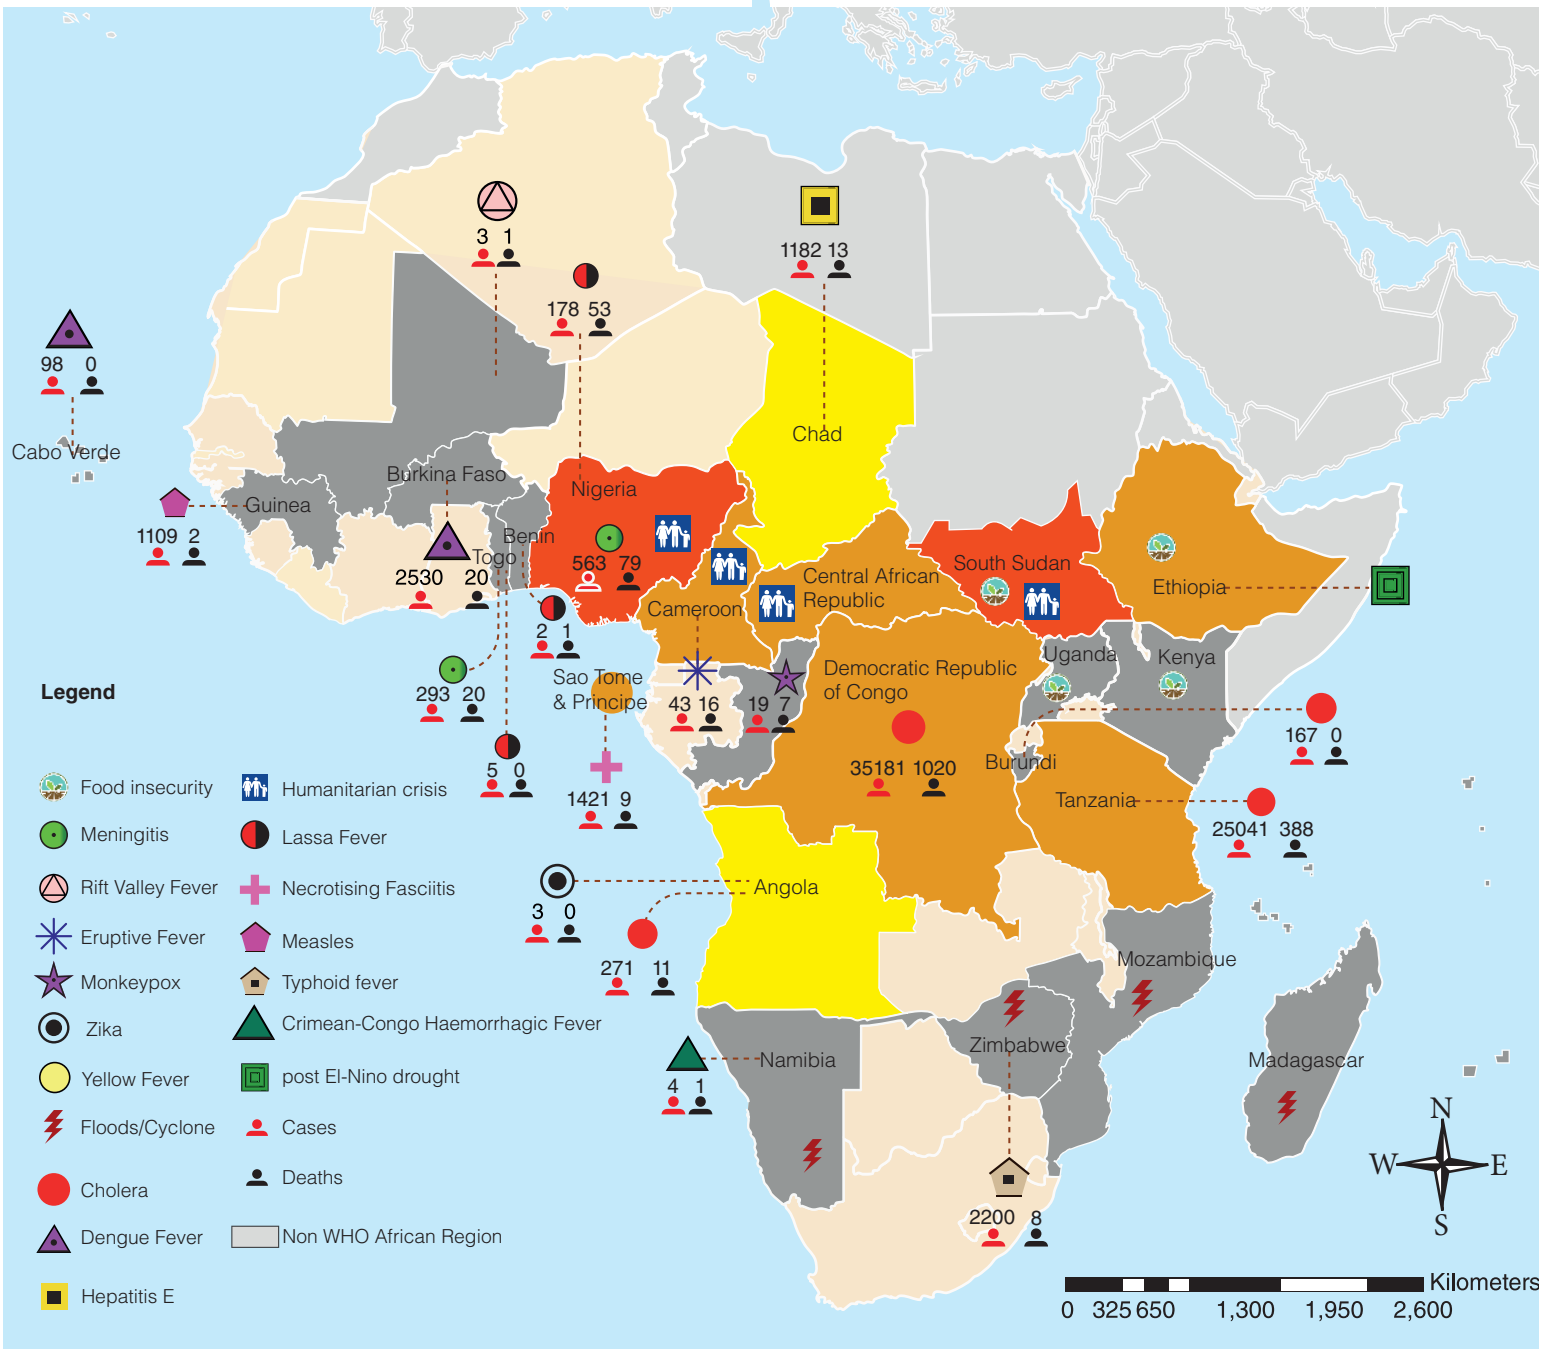 3 1
178 53
1182 13
98 0
Cabo Verde
Chad
Burkina Faso
Nigeria
Guinea
1109 2
Benin
Togo
2530 20
563 79
South Sudan
Central African
Republic
Ethiopia
Cameroon
2 1
Uganda
Kenya
Democratic Republic
of Congo
Sao Tome
& Principe
293 20
43 16
19 7
167 0
Burundi
35181 1020
5 0
1421 9
Tanzania
25041 388
Angola
3 0
271 11
Mozambique
Zimbabwe
Namibia
4 1
Madagascar
2200 8
Legend
Food insecurity
Humanitarian crisis
Meningitis
Lassa Fever
Rift Valley Fever
Necrotising Fasciitis
Eruptive Fever
Measles
Monkeypox
Typhoid fever
Zika
Crimean-Congo Haemorrhagic Fever
Yellow Fever
post El-Nino drought
Floods/Cyclone
Cases
Cholera
Deaths
Dengue Fever
Non WHO African Region
Hepatitis E
N
W E
S
Kilometers
0 325 650 1,300 1,950 2,600